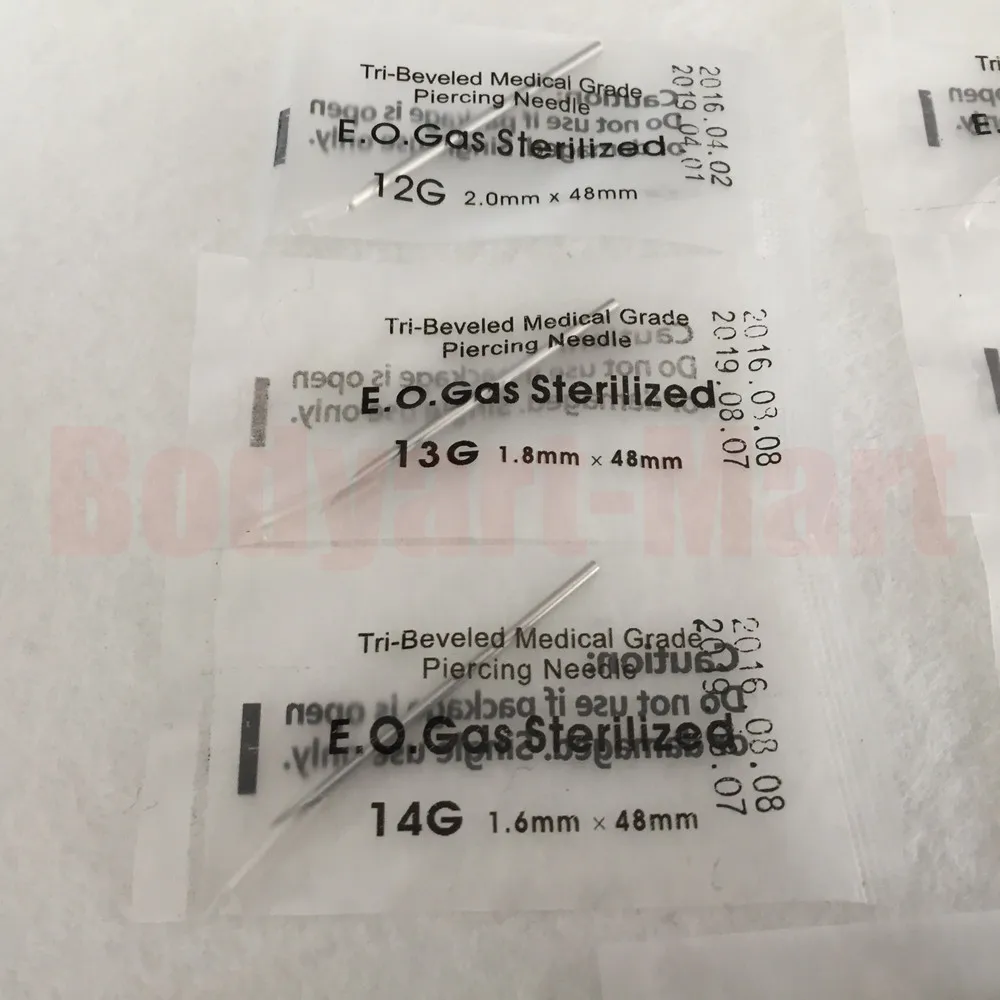 Tri-Beveled Medical Grade
Piercing Needle
E.O.Gas Sterilized
12G 2.0mm x 48mm
2016.04.02
2019.04.01
Caution:
Do not use if package is open
or damaged. Single use only.
Tri
E.
Tri-Beveled Medical Grade
Piercing Needle
E.O.Gas Sterilized
13G 1.8mm x 48mm
2016.08.08
2019.08.07
Caution:
Do not use if package is open
or damaged. Single use only.
Bodyart-Mart
Tri-Beveled Medical Grade
Piercing Needle
E.O.Gas Sterilized
14G 1.6mm x 48mm
2016.08.08
2019.08.07
Caution:
Do not use if package is open
or damaged. Single use only.